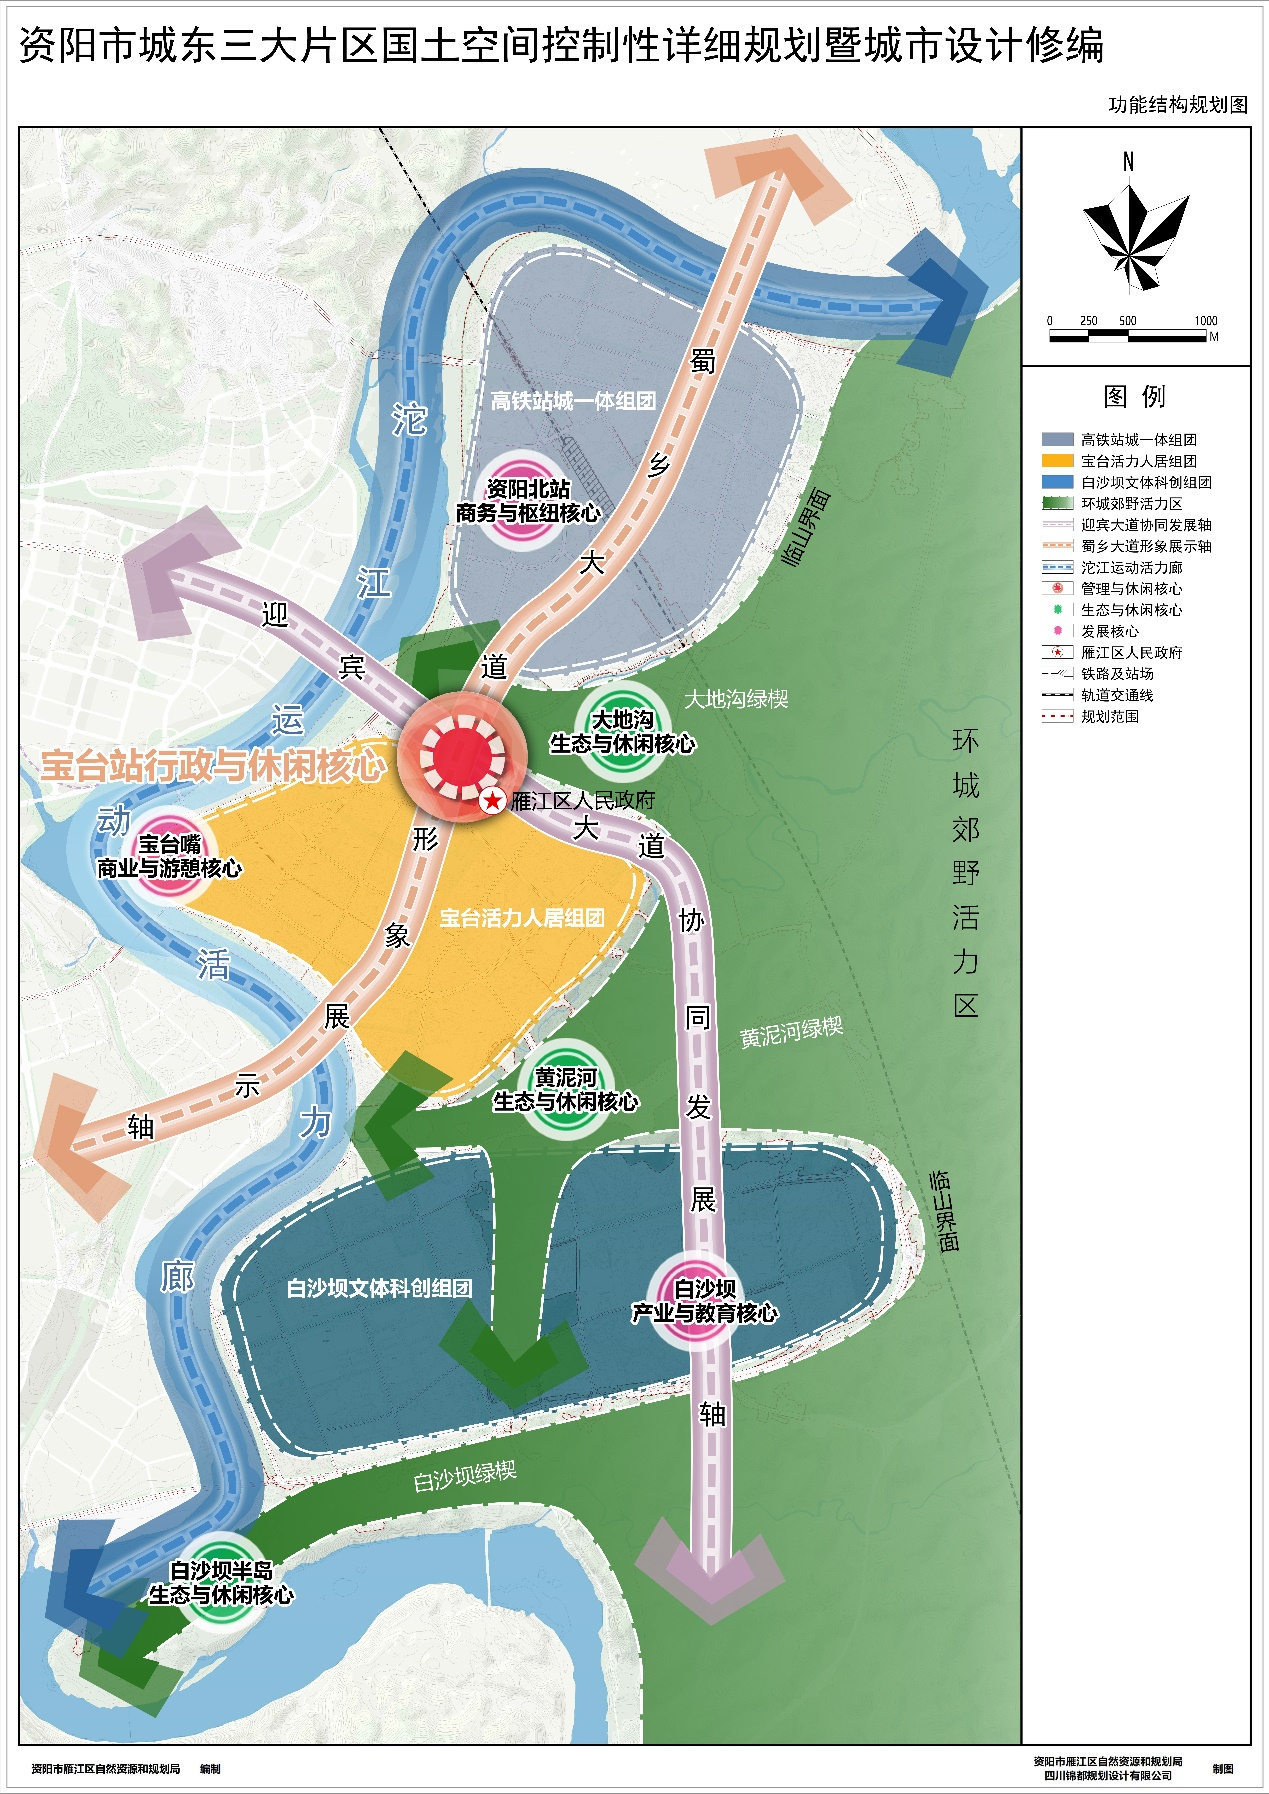 资阳市城东三大片区国土空间控制性详细规划暨城市设计修编
功能结构规划图
N
0 250 500 1000
M
图 例
高铁站城一体组团
宝台活力人居组团
白沙坝文体科创组团
环城郊野活力区
迎宾大道协同发展轴
蜀乡大道形象展示轴
沱江运动活力廊
管理与休闲核心
生态与休闲核心
发展核心
雁江区人民政府
铁路及站场
轨道交通线
规划范围
蜀乡大道形象展示轴
沱江运动活力廊
迎宾大道协同发展轴
高铁站城一体组团
资阳北站
商务与枢纽核心
临山界面
大地沟绿楔
大地沟
生态与休闲核心
宝台站行政与休闲核心
雁江区人民政府
宝台嘴
商业与游憩核心
宝台活力人居组团
环城郊野活力区
黄泥河绿楔
黄泥河
生态与休闲核心
临山界面
白沙坝文体科创组团
白沙坝
产业与教育核心
白沙坝绿楔
白沙坝半岛
生态与休闲核心
资阳市雁江区自然资源和规划局 编制
资阳市雁江区自然资源和规划局
四川锦都规划设计有限公司
制图